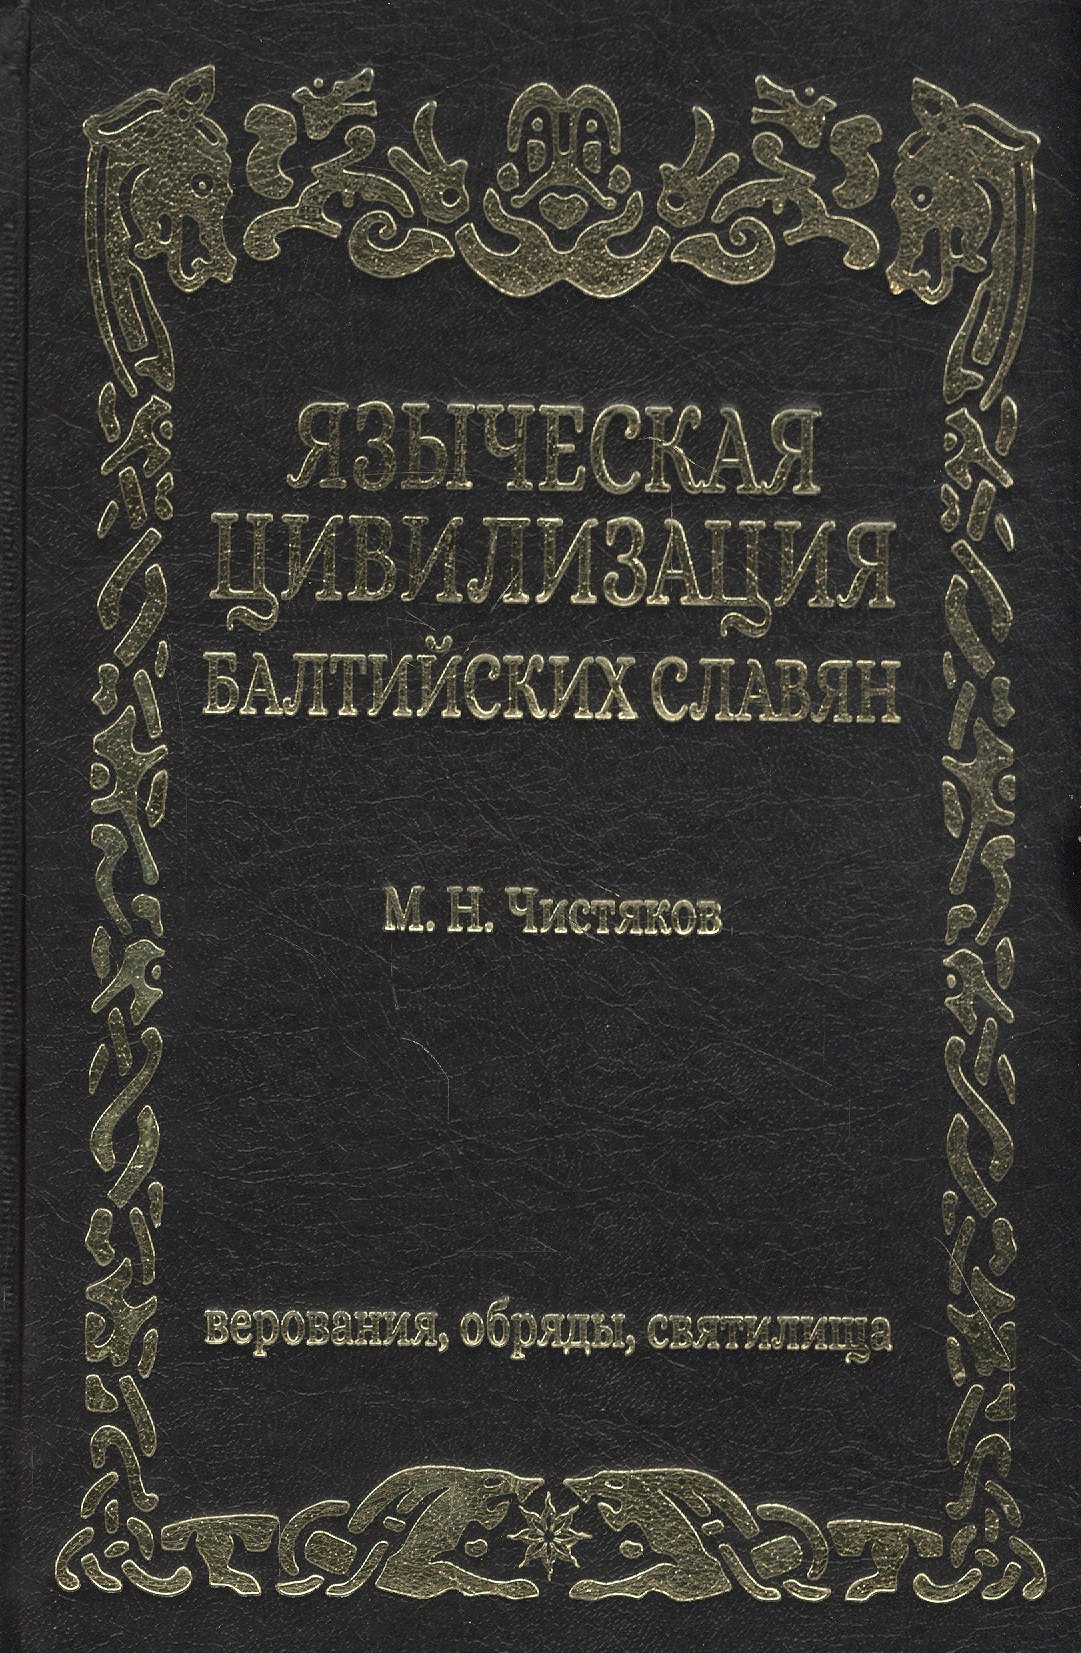 ЯЗЫЧЕСКАЯ
ЦИВИЛИЗАЦИЯ
БАЛТИЙСКИХ СЛАВЯН
М. Н. Чистяков
верования, обряды, святилища